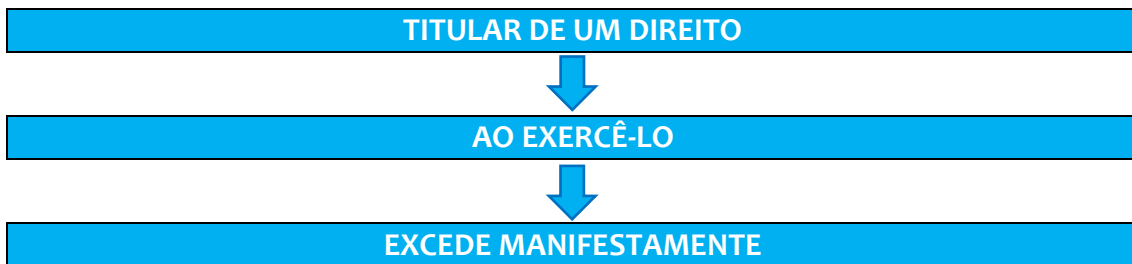 TITULAR DE UM DIREITO
AO EXERCÊ-LO
EXCEDE MANIFESTAMENTE